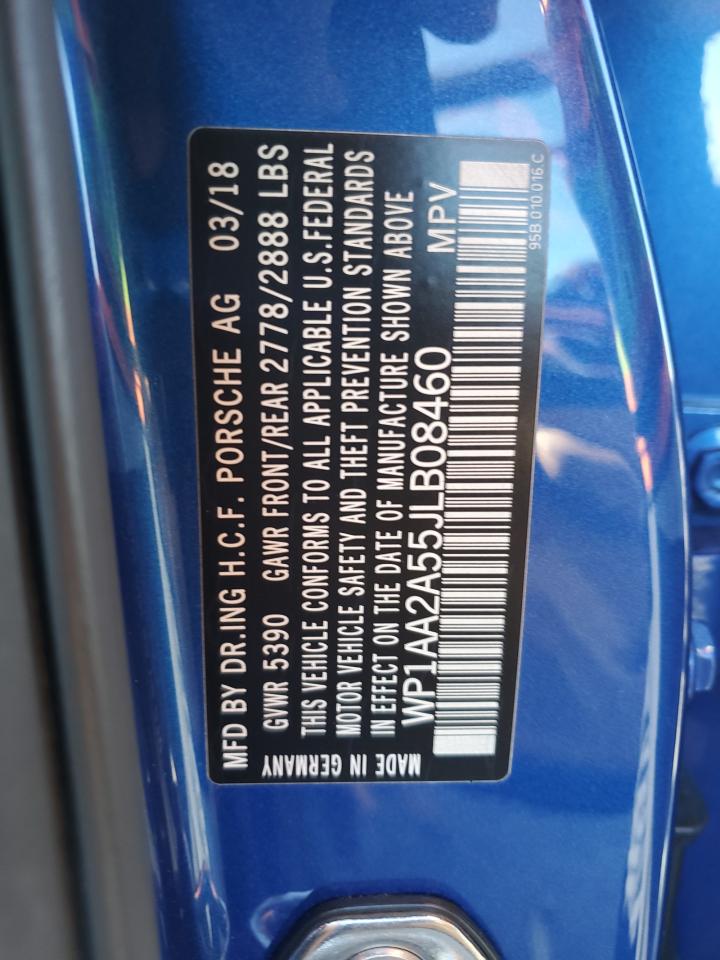 MFD BY DR.ING H.C.F. PORSCHE AG 03/18
GVWR 5390 GAWR FRONT/REAR 2778/2888 LBS
THIS VEHICLE CONFORMS TO ALL APPLICABLE U.S.FEDERAL
MOTOR VEHICLE SAFETY AND THEFT PREVENTION STANDARDS
IN EFFECT ON THE DATE OF MANUFACTURE SHOWN ABOVE
WP1AA2A55JLB08460 MPV
MADE IN GERMANY
95B 010 016 C